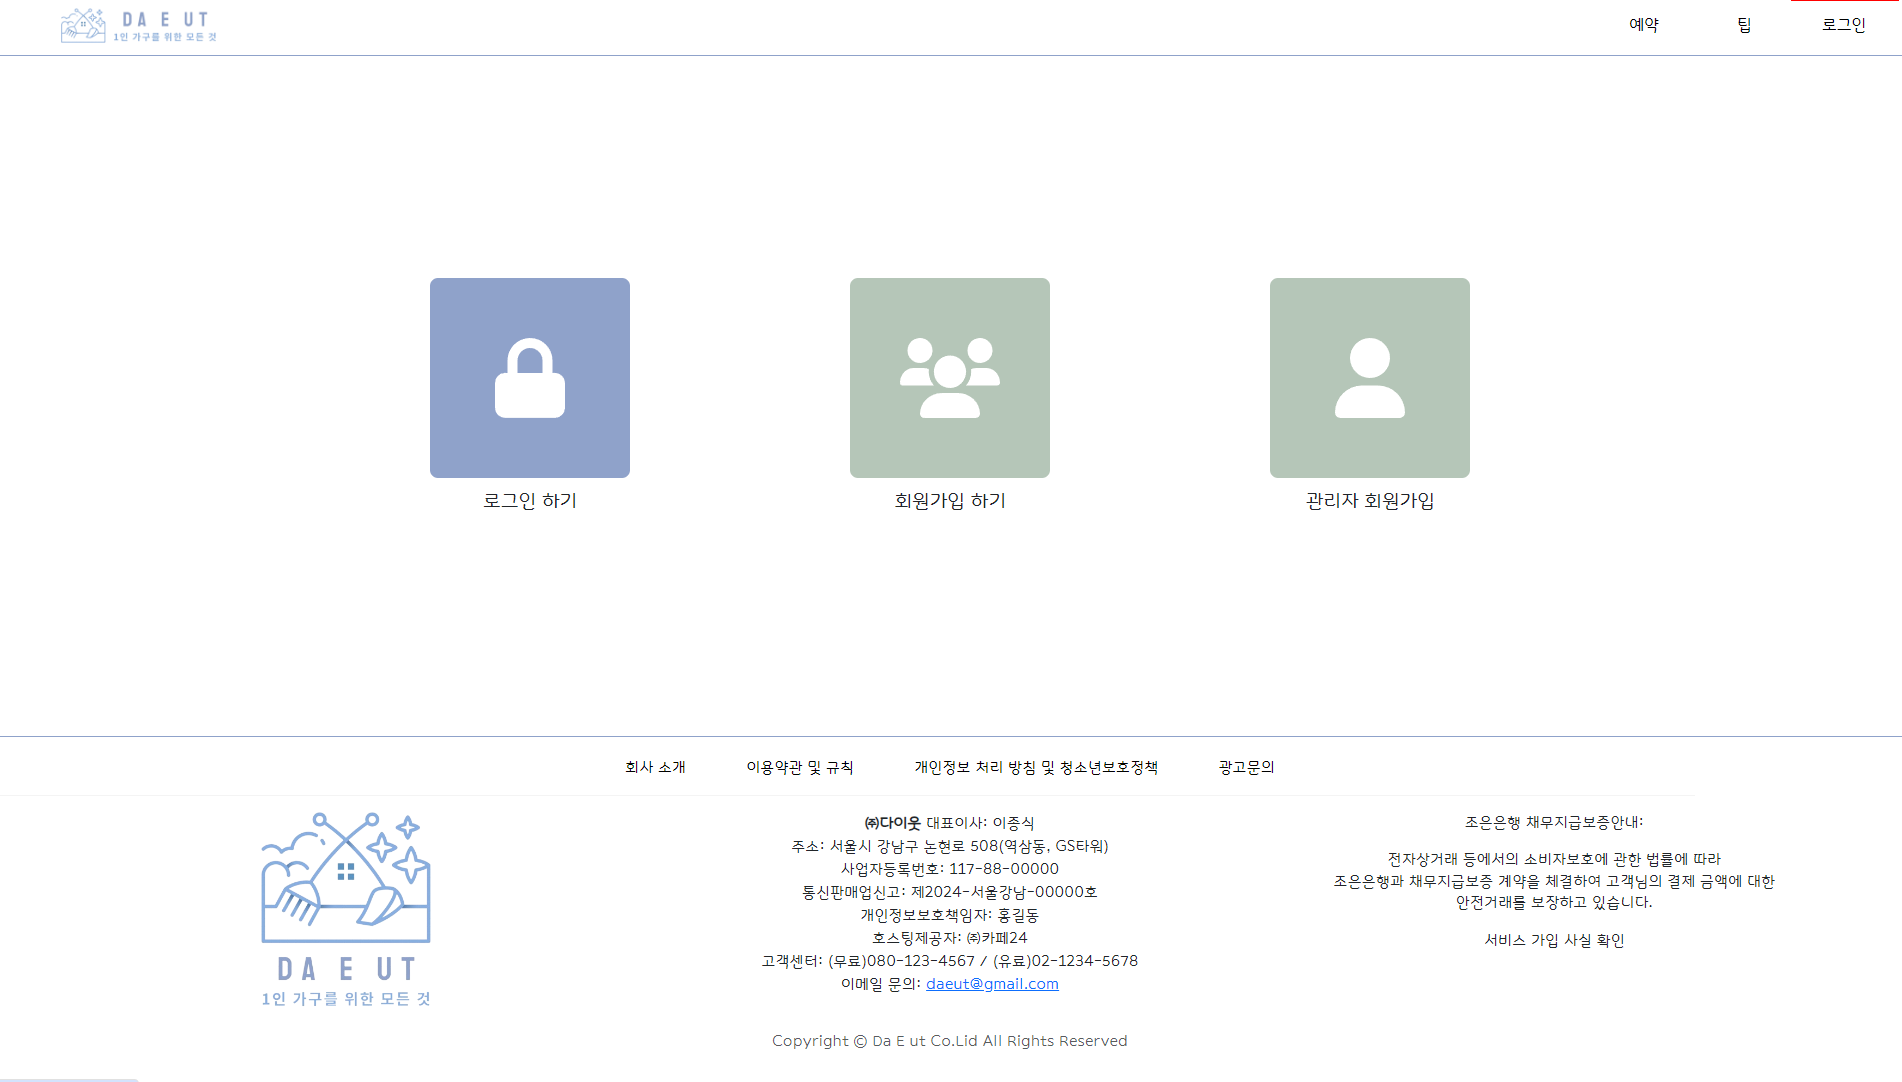 DA E UT
1인 가구를 위한 모든 것
예약
팁
로그인
로그인 하기
회원가입 하기
관리자 회원가입
회사 소개
이용약관 및 규칙
개인정보 처리 방침 및 청소년보호정책
광고문의
DA E UT
1인 가구를 위한 모든 것
㈜다이웃 대표이사: 이종식
주소: 서울시 강남구 논현로 508(역삼동, GS타워)
사업자등록번호: 117-88-00000
통신판매업신고: 제2024-서울강남-00000호
개인정보보호책임자: 홍길동
호스팅제공자: ㈜카페24
고객센터: (무료)080-123-4567 / (유료)02-1234-5678
이메일 문의: daeut@gmail.com
조은은행 채무지급보증안내:
전자상거래 등에서의 소비자보호에 관한 법률에 따라
조은은행과 채무지급보증 계약을 체결하여 고객님의 결제 금액에 대한
안전거래를 보장하고 있습니다.
서비스 가입 사실 확인
Copyright © Da E ut Co.Lid All Rights Reserved